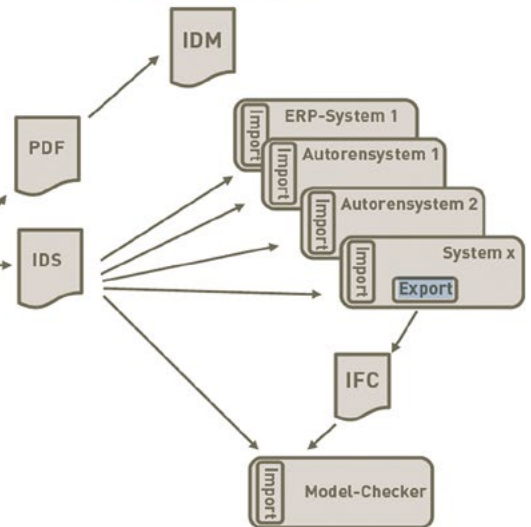 IDM
PDF
ERP-System 1
Import
Autorensystem 1
Import
Autorensystem 2
Import
IDS
System x
Import
Export
IFC
Import
Model-Checker